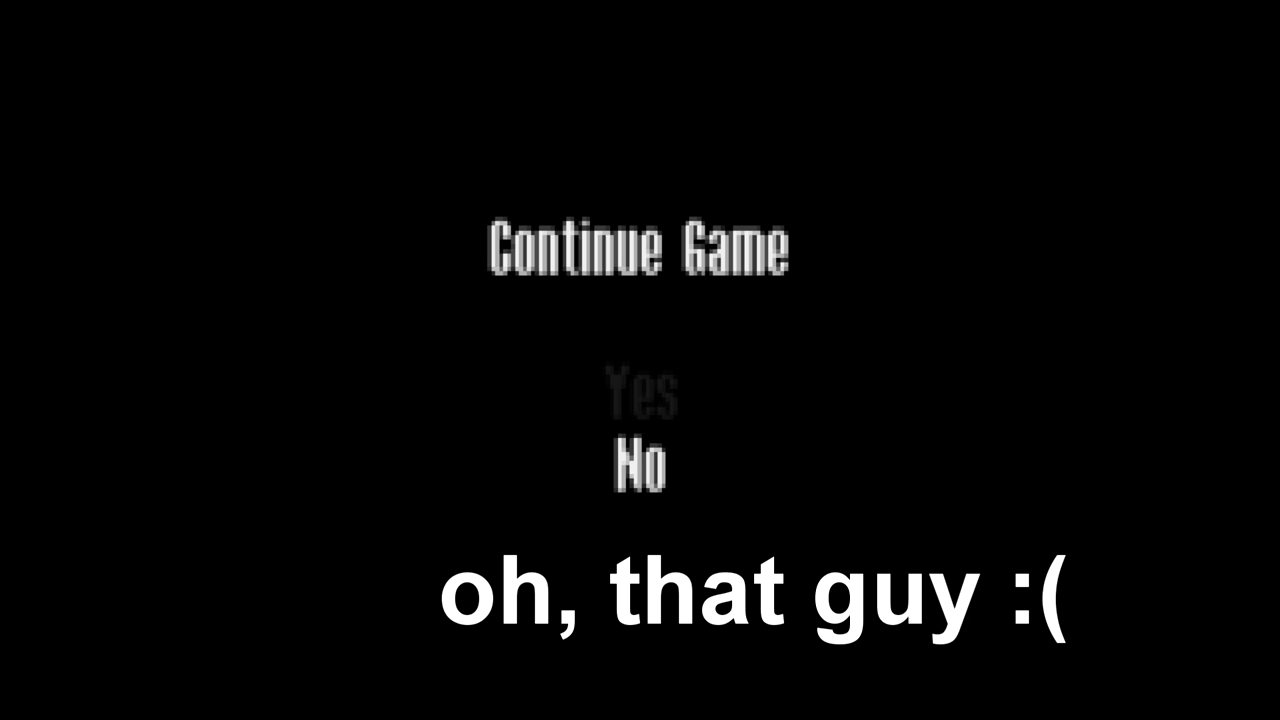 Continue Game
Yes
No
oh, that guy :(